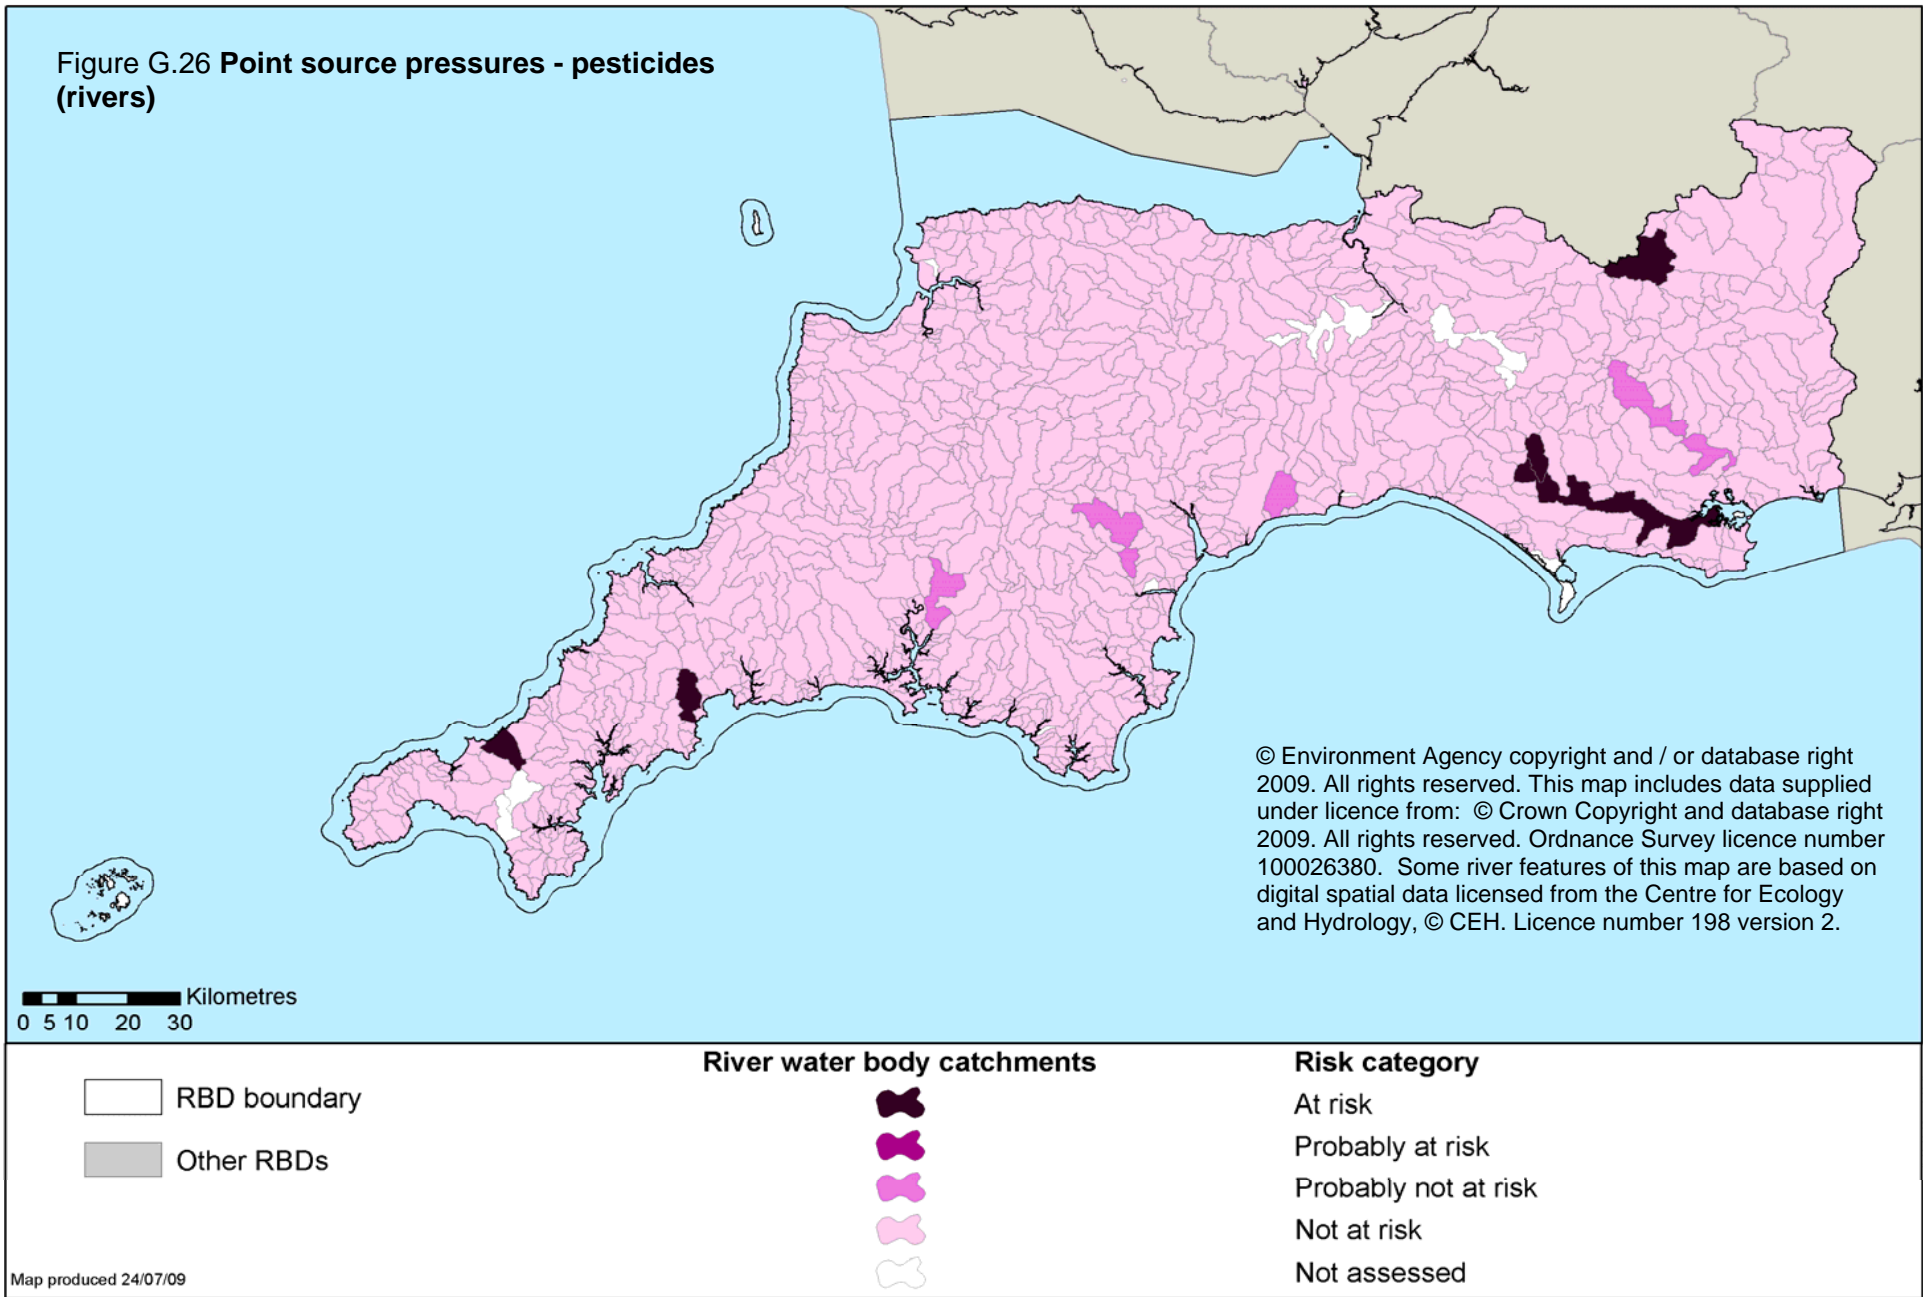 Figure G.26 Point source pressures - pesticides
(rivers)
© Environment Agency copyright and / or database right
2009. All rights reserved. This map includes data supplied
under licence from:  © Crown Copyright and database right
2009. All rights reserved. Ordnance Survey licence number
100026380.  Some river features of this map are based on
digital spatial data licensed from the Centre for Ecology
and Hydrology, © CEH. Licence number 198 version 2.
Kilometres
0 5 10 20 30
River water body catchments
Risk category
RBD boundary
Other RBDs
At risk
Probably at risk
Probably not at risk
Not at risk
Not assessed
Map produced 24/07/09